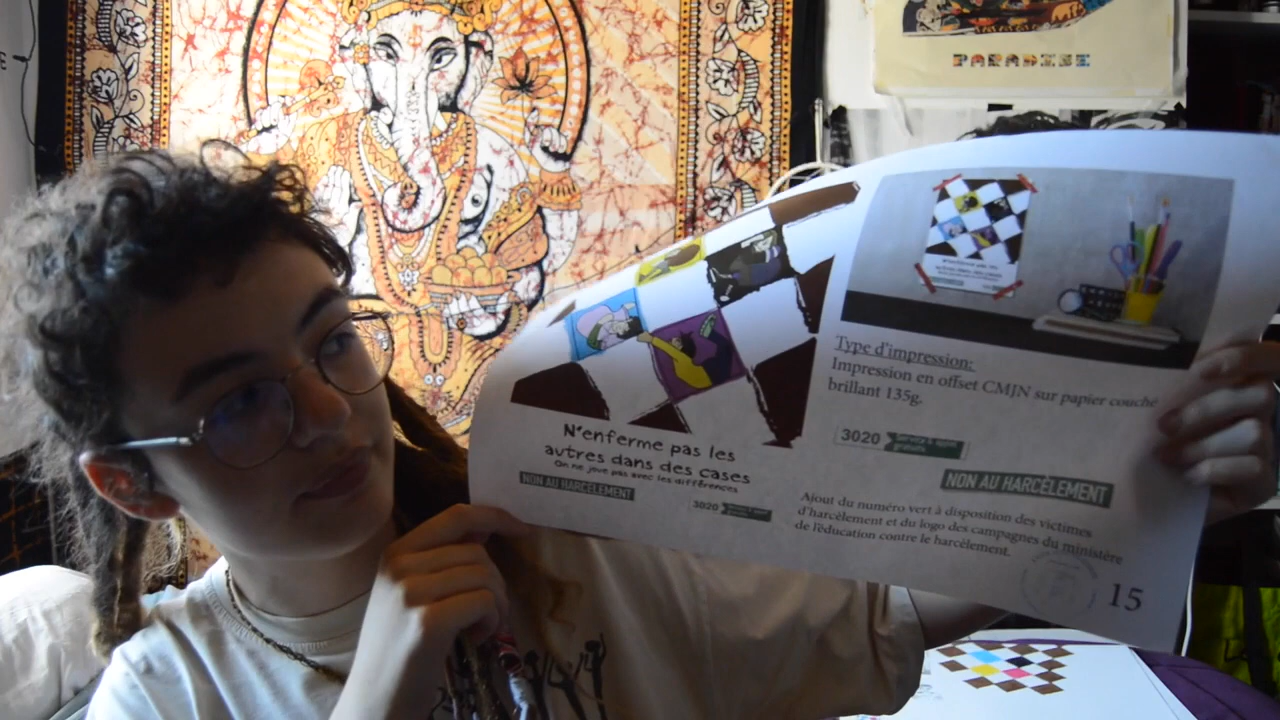 PARADISE
N'enferme pas les
autres dans des cases
On ne joue pas avec les différences
NON AU HARCÈLEMENT
3020
Type d'impression:
Impression en offset CMJN sur papier couché
brillant 135g.
3020
NON AU HARCÈLEMENT
Ajout du numéro vert à disposition des victimes
d'harcèlement et du logo des campagnes du ministère
de l'éducation contre le harcèlement.
15